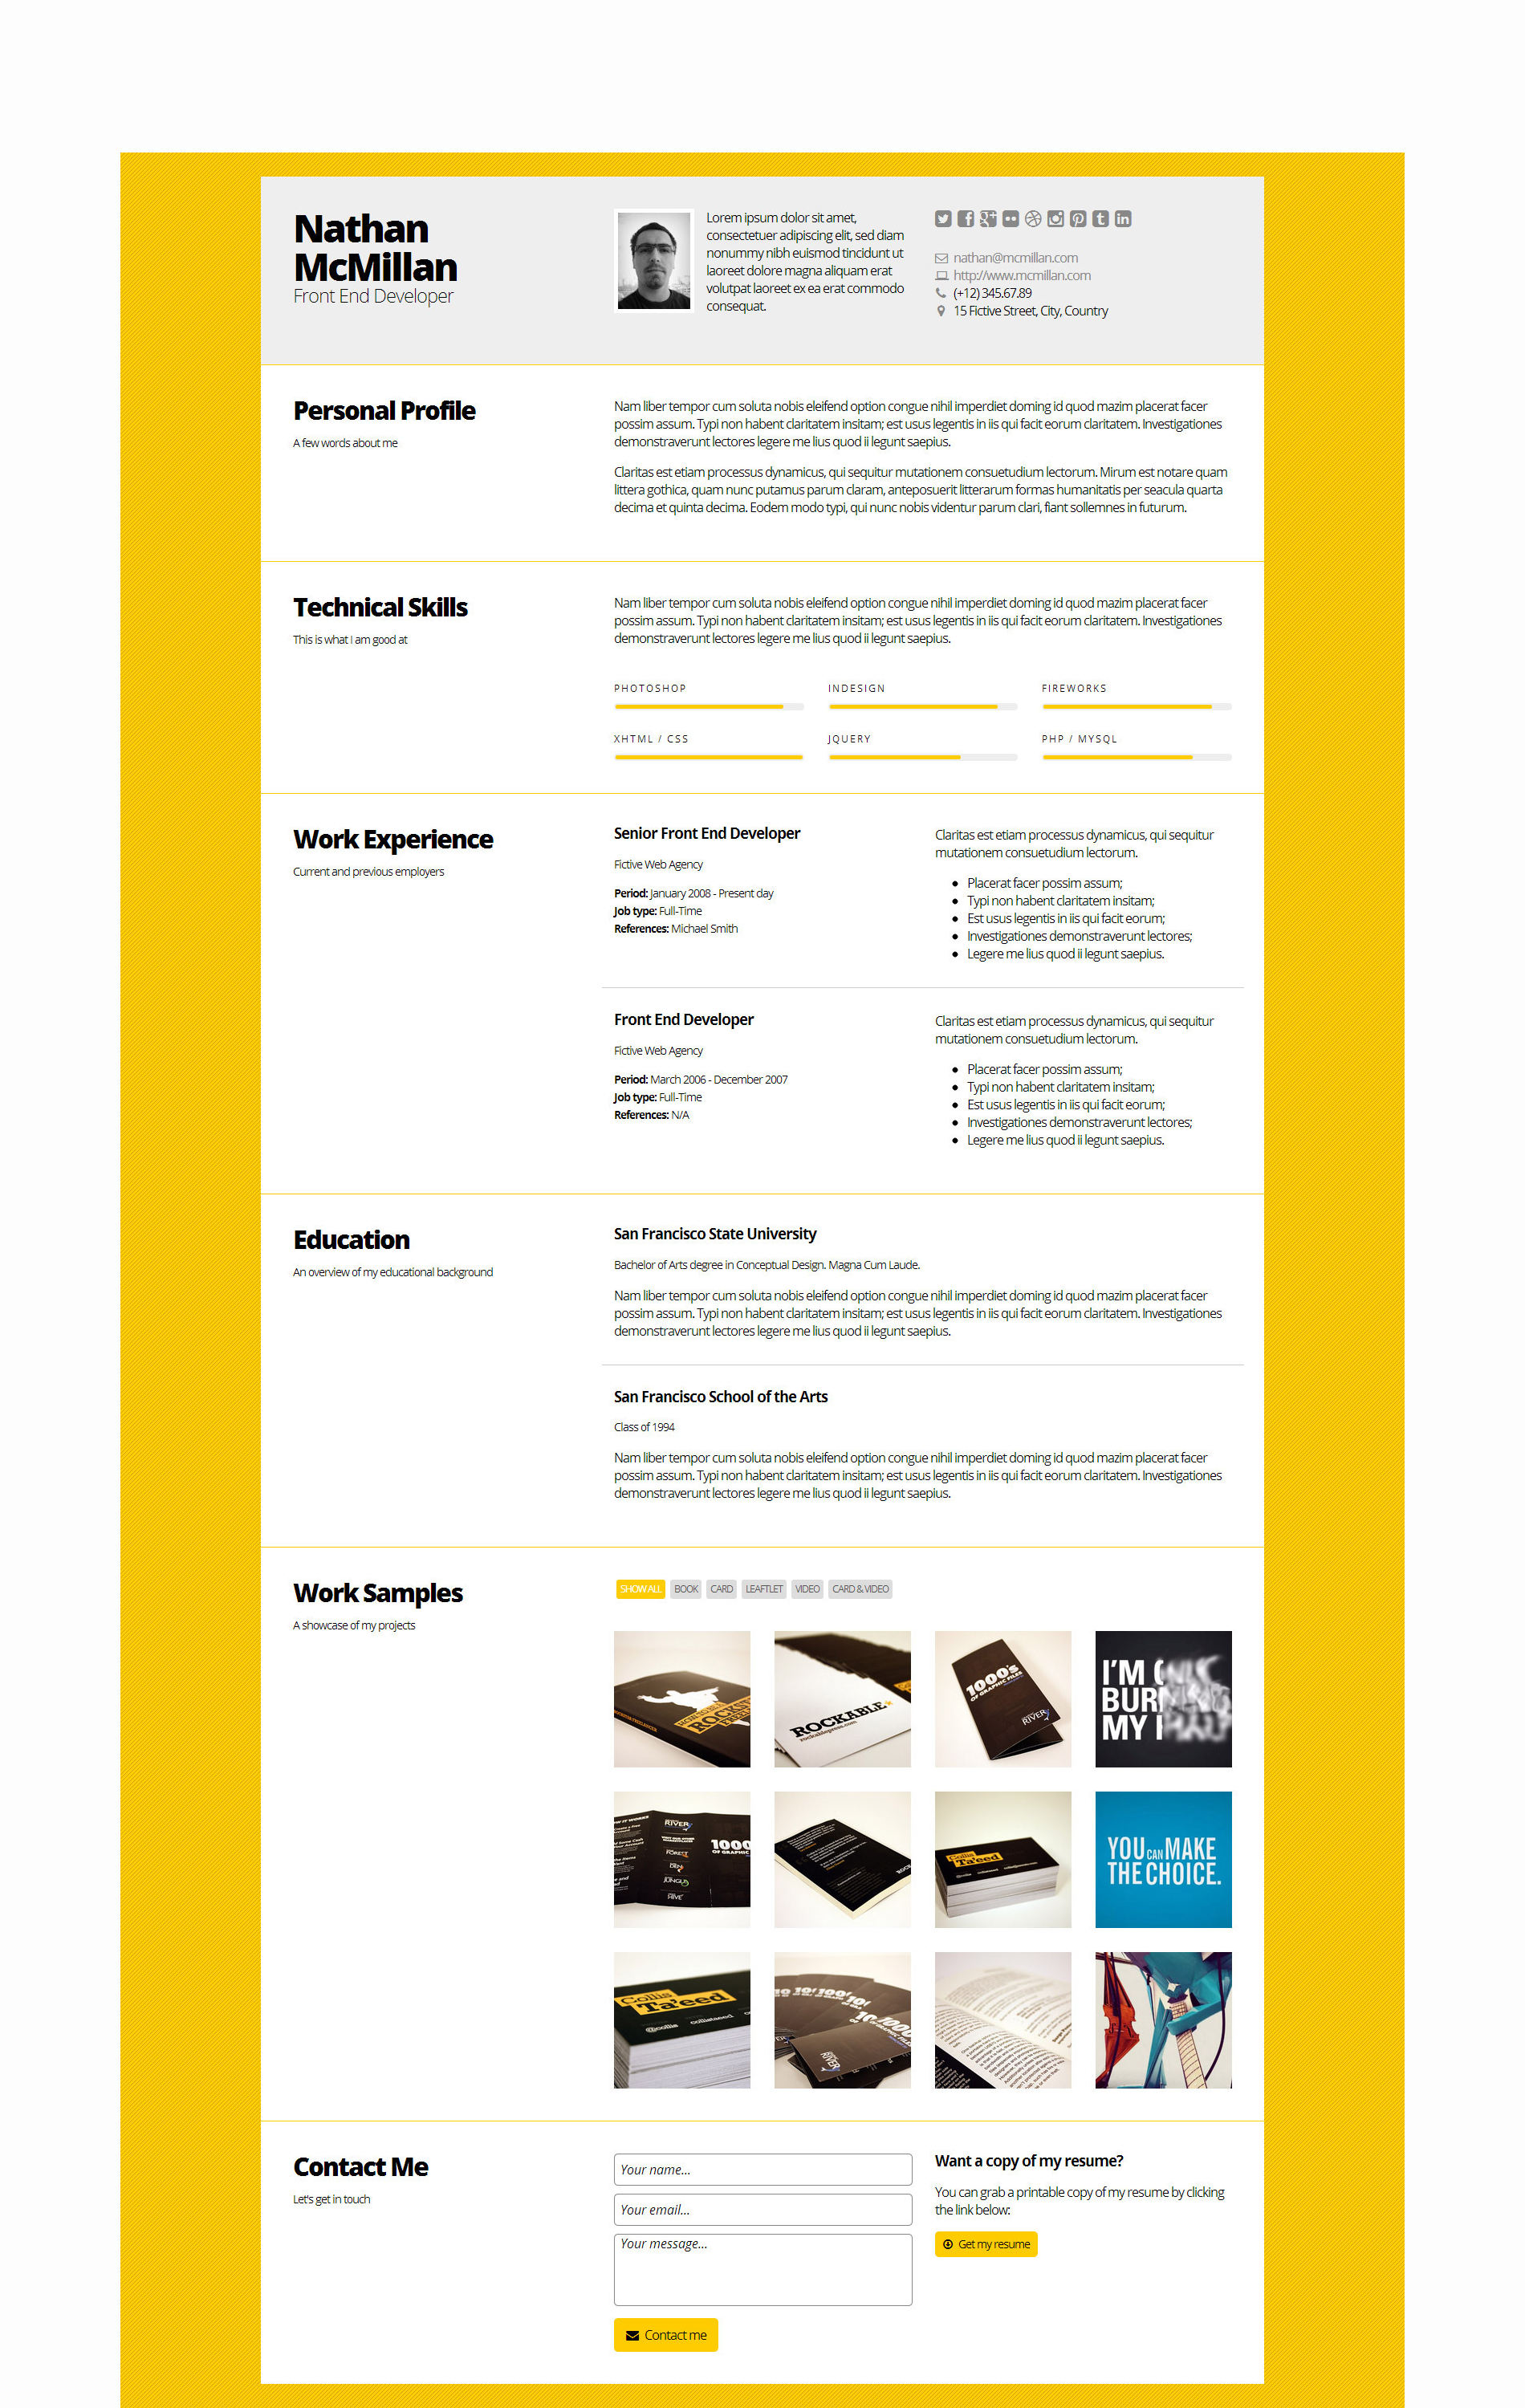 Nathan
McMillan
Front End Developer
Lorem ipsum dolor sit amet,
consectetuer adipiscing elit, sed diam
nonummy nibh euismod tincidunt ut
laoreet dolore magna aliquam erat
volutpat laoreet ex ea erat commodo
consequat.
nathan@mcmillan.com
http://www.mcmillan.com
(+12) 345.67.89
15 Fictive Street, City, Country
Personal Profile
A few words about me
Nam liber tempor cum soluta nobis eleifend option congue nihil imperdiet doming id quod mazim placerat facer
possim assum. Typi non habent claritatem insitam; est usus legentis in iis qui facit eorum claritatem. Investigationes
demonstraverunt lectores legere me lius quod ii legunt saepius.
Claritas est etiam processus dynamicus, qui sequitur mutationem consuetudium lectorum. Mirum est notare quam
littera gothica, quam nunc putamus parum claram, anteposuerit litterarum formas humanitatis per seacula quarta
decima et quinta decima. Eodem modo typi, qui nunc nobis videntur parum clari, fiant sollemnes in futurum.
Technical Skills
This is what I am good at
Nam liber tempor cum soluta nobis eleifend option congue nihil imperdiet doming id quod mazim placerat facer
possim assum. Typi non habent claritatem insitam; est usus legentis in iis qui facit eorum claritatem. Investigationes
demonstraverunt lectores legere me lius quod ii legunt saepius.
PHOTOSHOP
INDESIGN
FIREWORKS
XHTML / CSS
JQUERY
PHP / MYSQL
Work Experience
Current and previous employers
Senior Front End Developer
Fictive Web Agency
Period: January 2008 - Present day
Job type: Full-Time
References: Michael Smith
Claritas est etiam processus dynamicus, qui sequitur
mutationem consuetudium lectorum.
Placerat facer possim assum;
Typi non habent claritatem insitam;
Est usus legentis in iis qui facit eorum;
Investigationes demonstraverunt lectores;
Legere me lius quod ii legunt saepius.
Front End Developer
Fictive Web Agency
Period: March 2006 - December 2007
Job type: Full-Time
References: N/A
Claritas est etiam processus dynamicus, qui sequitur
mutationem consuetudium lectorum.
Placerat facer possim assum;
Typi non habent claritatem insitam;
Est usus legentis in iis qui facit eorum;
Investigationes demonstraverunt lectores;
Legere me lius quod ii legunt saepius.
Education
An overview of my educational background
San Francisco State University
Bachelor of Arts degree in Conceptual Design. Magna Cum Laude.
Nam liber tempor cum soluta nobis eleifend option congue nihil imperdiet doming id quod mazim placerat facer
possim assum. Typi non habent claritatem insitam; est usus legentis in iis qui facit eorum claritatem. Investigationes
demonstraverunt lectores legere me lius quod ii legunt saepius.
San Francisco School of the Arts
Class of 1994
Nam liber tempor cum soluta nobis eleifend option congue nihil imperdiet doming id quod mazim placerat facer
possim assum. Typi non habent claritatem insitam; est usus legentis in iis qui facit eorum claritatem. Investigationes
demonstraverunt lectores legere me lius quod ii legunt saepius.
Work Samples
A showcase of my projects
SHOW ALL
BOOK
CARD
LEAFTLET
VIDEO
CARD & VIDEO
ROCKABLE
rockablepress.com
1000's
OF GRAPHIC FILES
RIVER
I'M
MY
RIVER
1000
OF GRAPHIC
Collis
Ta'eed
YOU CAN MAKE
THE CHOICE.
Collis
Ta'eed
@collis
collistaeed
RIVER
Contact Me
Let's get in touch
Your name...
Your email...
Your message...
Contact me
Want a copy of my resume?
You can grab a printable copy of my resume by clicking
the link below:
Get my resume